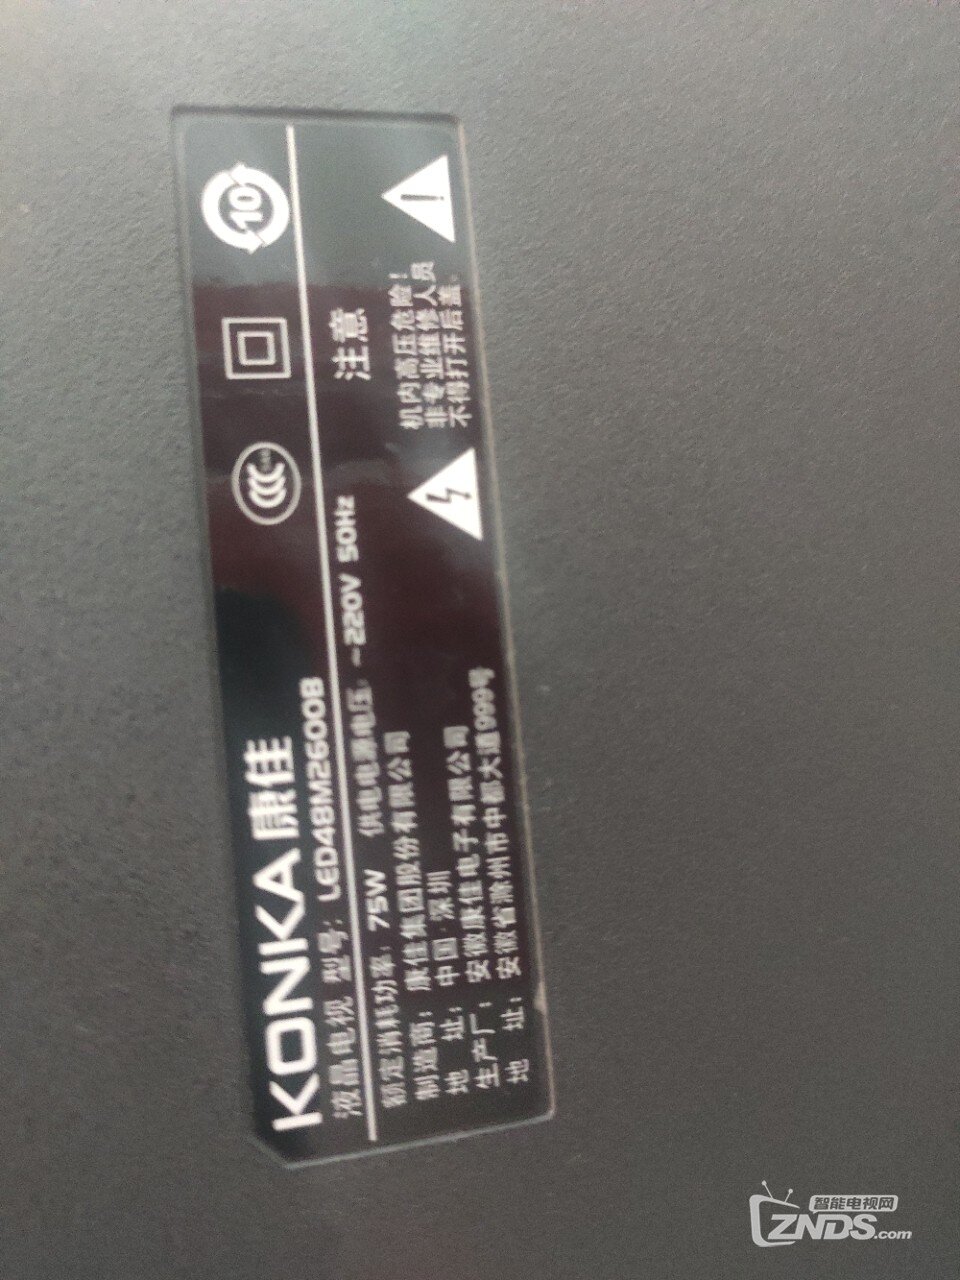 KONKA康佳
液晶电视 型号：LED48M2600B
10
额定消耗功率：75W 供电电源电压：~220V 50Hz
制造商：康佳集团股份有限公司
地 址：中国·深圳
生产厂：安徽康佳电子有限公司
地 址：安徽省滁州市中都大道999号
注意
机内高压危险！
非专业维修人员
不得打开后盖。
智能电视网
ZNDS.com